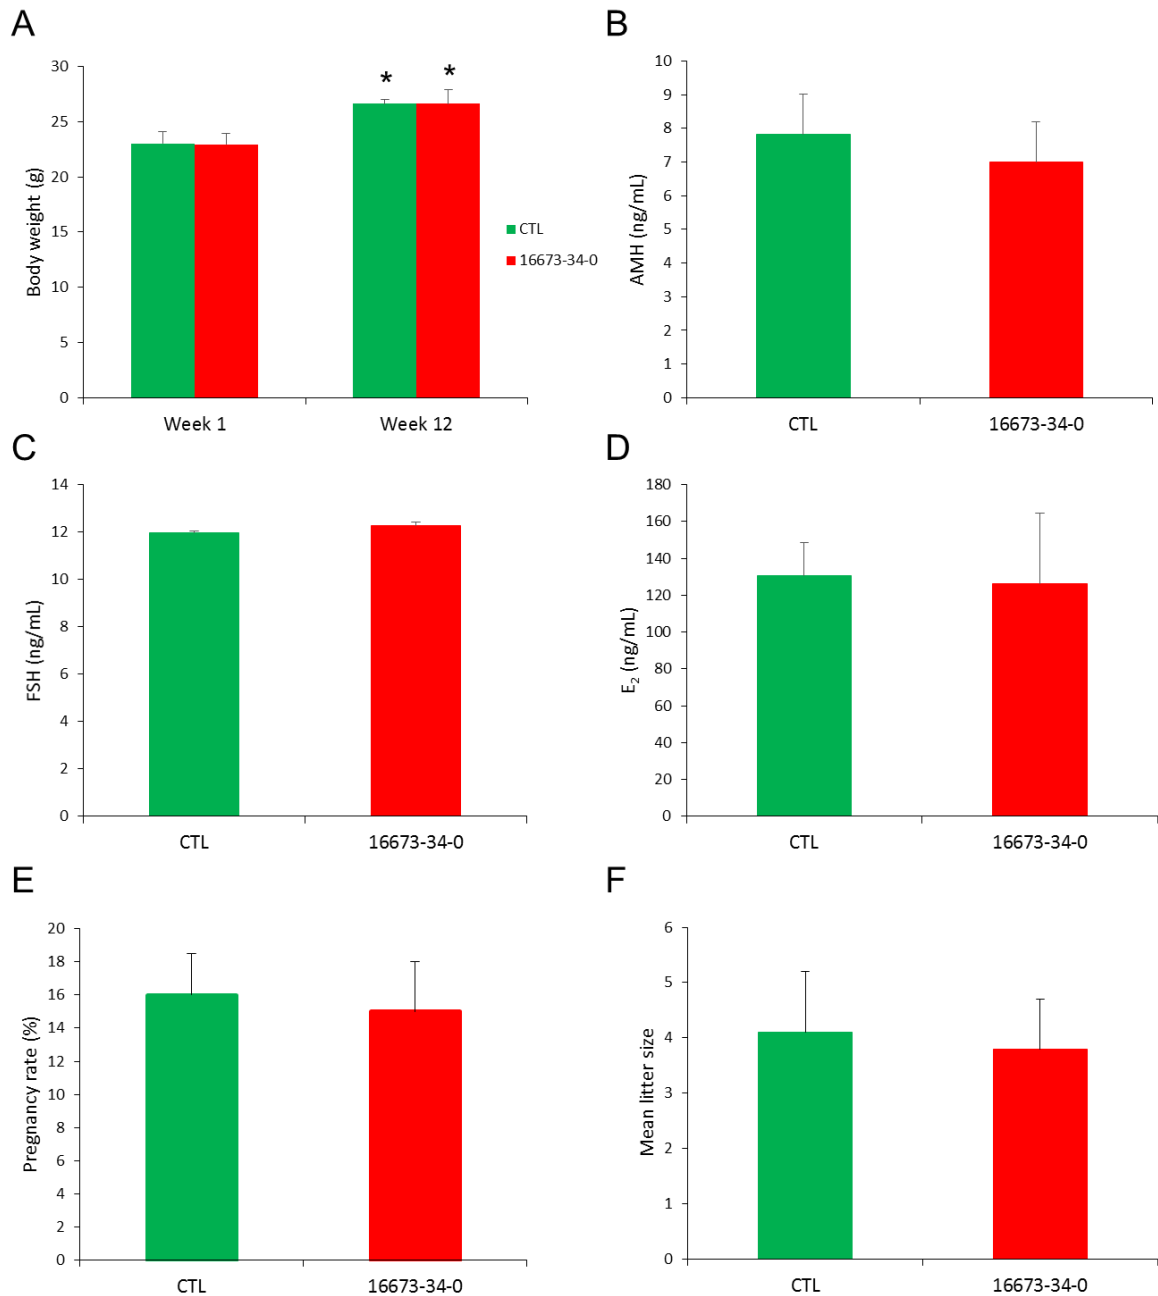 A
Body weight (g)
30
25
20
15
10
5
0
* *
Week 1 Week 12
CTL
16673-34-0
B
AMH (ng/mL)
10
9
8
7
6
5
4
3
2
1
0
CTL 16673-34-0
C
FSH (ng/mL)
14
12
10
8
6
4
2
0
CTL 16673-34-0
D
E₂ (ng/mL)
180
160
140
120
100
80
60
40
20
0
CTL 16673-34-0
E
Pregnancy rate (%)
20
18
16
14
12
10
8
6
4
2
0
CTL 16673-34-0
F
Mean litter size
6
5
4
3
2
1
0
CTL 16673-34-0